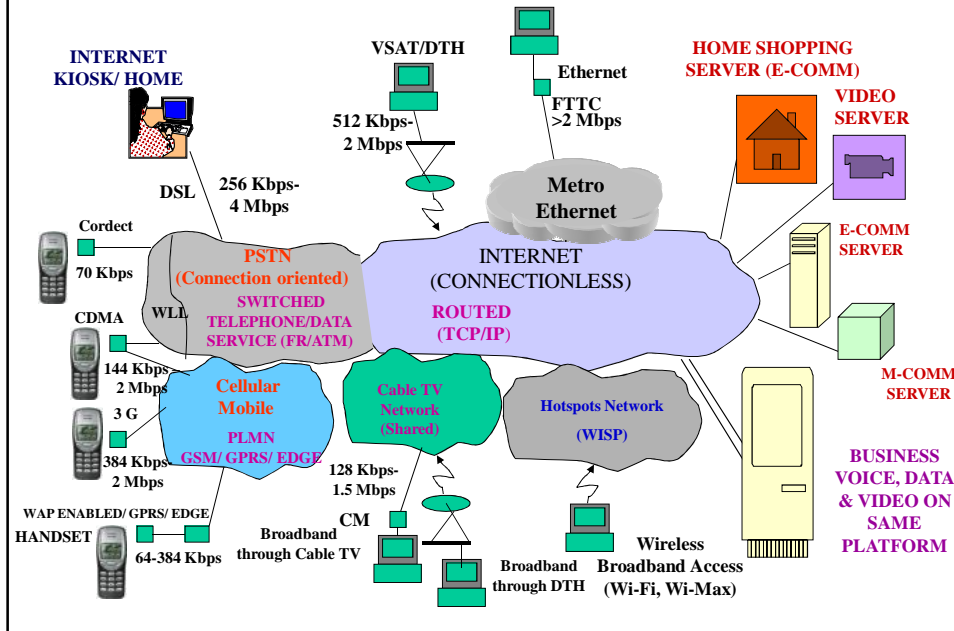 INTERNET
KIOSK/ HOME
VSAT/DTH
Ethernet
FTTC
>2 Mbps
HOME SHOPPING
SERVER (E-COMM)
VIDEO
SERVER
512 Kbps-
2 Mbps
DSL
256 Kbps-
4 Mbps
Metro
Ethernet
Cordect
70 Kbps
PSTN
(Connection oriented)
SWITCHED
TELEPHONE/DATA
SERVICE (FR/ATM)
WLL
INTERNET
(CONNECTIONLESS)
ROUTED
(TCP/IP)
E-COMM
SERVER
CDMA
144 Kbps-
2 Mbps
3 G
384 Kbps-
2 Mbps
Cellular
Mobile
PLMN
GSM/ GPRS/ EDGE
Cable TV
Network
(Shared)
Hotspots Network
(WISP)
M-COMM
SERVER
WAP ENABLED/ GPRS/ EDGE
HANDSET
64-384 Kbps
128 Kbps-
1.5 Mbps
CM
Broadband
through Cable TV
Broadband
through DTH
Wireless
Broadband Access
(Wi-Fi, Wi-Max)
BUSINESS
VOICE, DATA
& VIDEO ON
SAME
PLATFORM